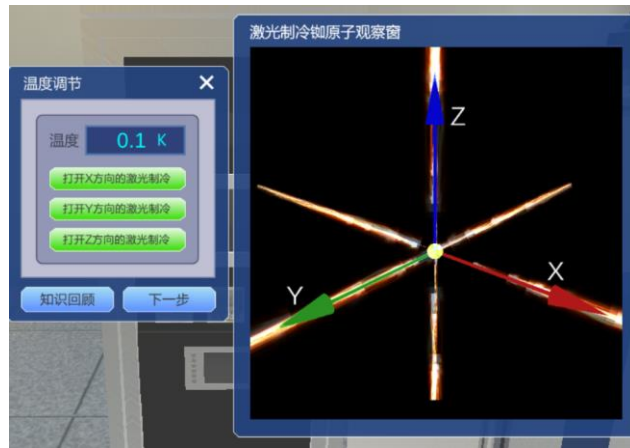 温度调节
×
温度 0.1 K
打开X方向的激光制冷
打开Y方向的激光制冷
打开Z方向的激光制冷
知识回顾 下一步
激光制冷铷原子观察窗
Z
Y
X